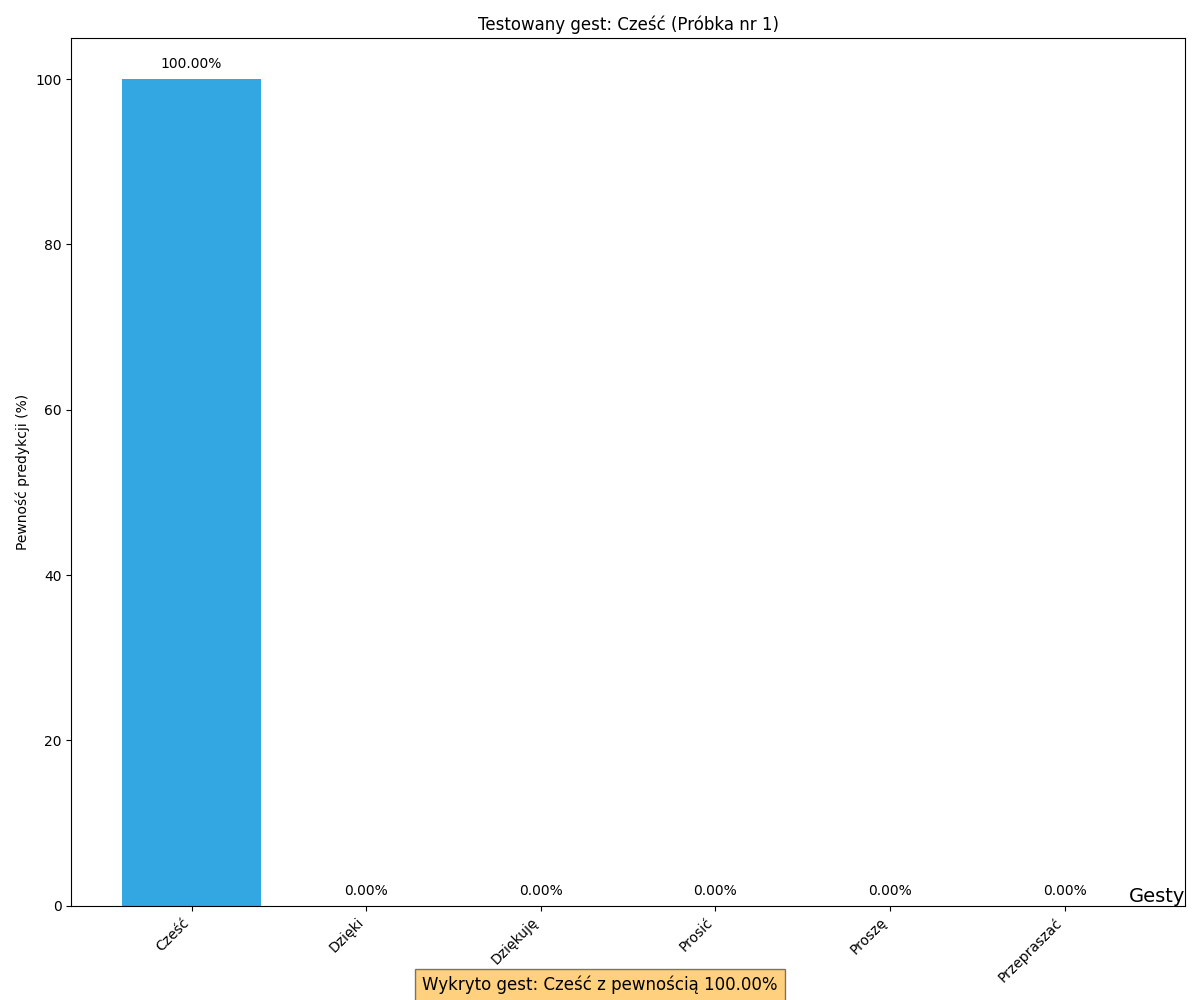 Testowany gest: Cześć (Próbka nr 1)
100.00%
100
80
60
40
20
0
Pewność predykcji (%)
0.00%
0.00%
0.00%
0.00%
0.00%
Gesty
Cześć
Dzięki
Dziękuję
Prosić
Proszę
Przepraszać
Wykryto gest: Cześć z pewnością 100.00%